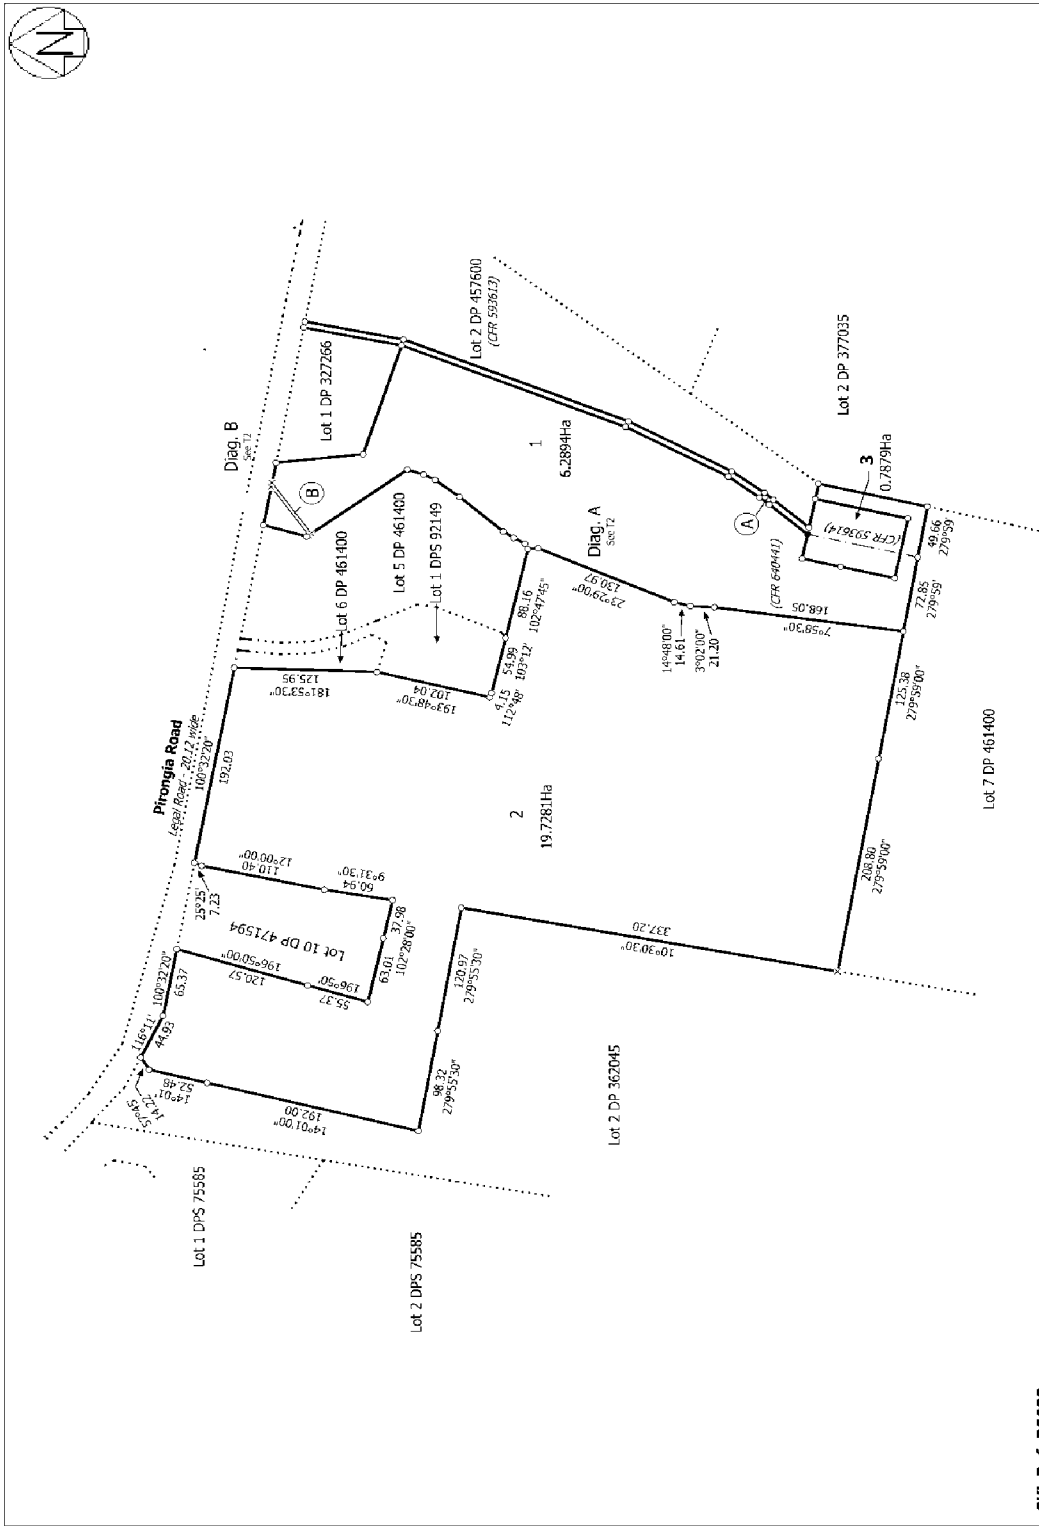 N
Pirongia Road
Legal Road - 20.12 wide
100°32'20"
192.03
Diag. B
See T2
B
Lot 1 DP 327266
Lot 2 DP 457600
(CFR 593613)
Lot 5 DP 461400
Lot 6 DP 461400
Lot 1 DPS 92149
1
6.2894Ha
Diag. A
See T2
A
Lot 2 DP 377035
3
0.7879Ha
(CFR 593614)
(CFR 640441)
49.66
279°59'
72.85
279°59'
168.05
7°58'30"
130.97
23°29'00"
14°48'00"
14.61
3°02'00"
21.20
88.16
102°47'45"
54.99
103°12'
4.15
112°48'
102.04
193°48'30"
125.95
181°53'30"
125.38
279°59'00"
208.80
279°59'00"
Lot 7 DP 461400
2
19.7281Ha
25°25'
7.23
110.40
12°00'00"
60.94
9°31'30"
Lot 10 DP 471594
37.98
102°28'00"
63.01
196°50'
55.37
196°50'00"
120.57
100°32'20"
65.37
116°11'
44.93
57°45'
14.22
14°01'
52.48
192.00
14°01'00"
98.32
279°55'30"
120.97
279°55'30"
337.20
10°30'30"
Lot 2 DP 362045
Lot 1 DPS 75585
Lot 2 DPS 75585